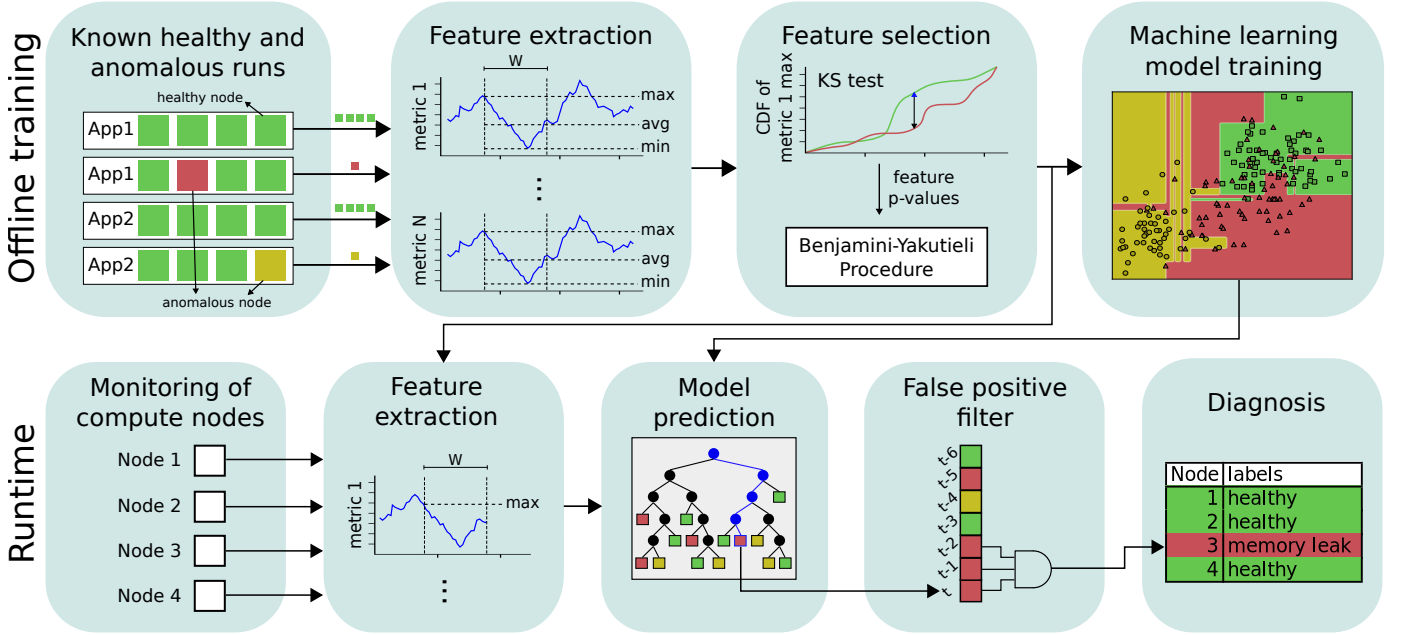 Offline training
Known healthy and
anomalous runs
healthy node
App1
App1
App2
App2
anomalous node
Feature extraction
W
metric 1
max
avg
min
...
metric N
max
avg
min
Feature selection
CDF of
metric 1 max
KS test
feature
p-values
Benjamini-Yakutieli
Procedure
Machine learning
model training
Runtime
Monitoring of
compute nodes
Node 1
Node 2
Node 3
Node 4
Feature
extraction
W
metric 1
max
...
Model
prediction
False positive
filter
t-6
t-5
t-4
t-3
t-2
t-1
t
Diagnosis
Node labels
1 healthy
2 healthy
3 memory leak
4 healthy